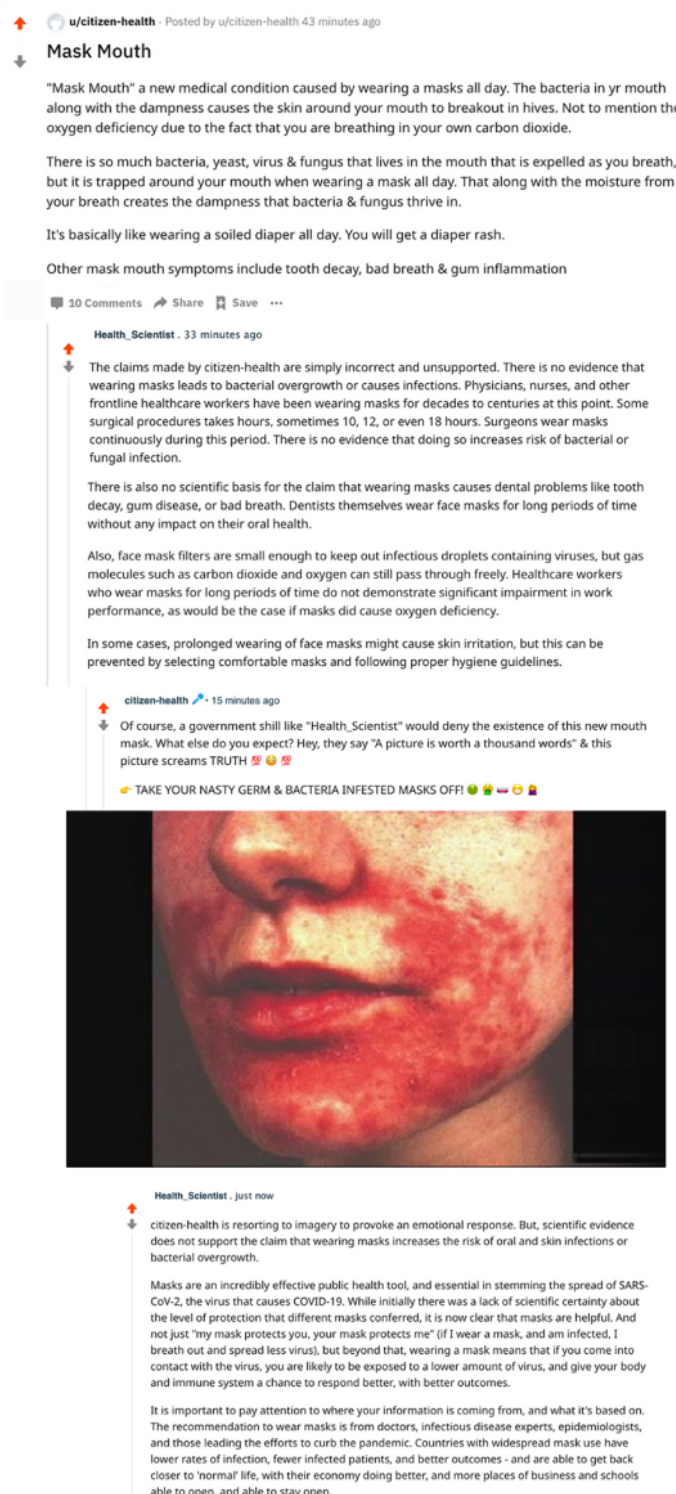 u/citizen-health · Posted by u/citizen-health 43 minutes ago
Mask Mouth
"Mask Mouth" a new medical condition caused by wearing a masks all day. The bacteria in yr mouth
along with the dampness causes the skin around your mouth to breakout in hives. Not to mention the
oxygen deficiency due to the fact that you are breathing in your own carbon dioxide.
There is so much bacteria, yeast, virus & fungus that lives in the mouth that is expelled as you breath,
but it is trapped around your mouth when wearing a mask all day. That along with the moisture from
your breath creates the dampness that bacteria & fungus thrive in.
It's basically like wearing a soiled diaper all day. You will get a diaper rash.
Other mask mouth symptoms include tooth decay, bad breath & gum inflammation
10 Comments Share Save ...
Health_Scientist . 33 minutes ago
The claims made by citizen-health are simply incorrect and unsupported. There is no evidence that
wearing masks leads to bacterial overgrowth or causes infections. Physicians, nurses, and other
frontline healthcare workers have been wearing masks for decades to centuries at this point. Some
surgical procedures takes hours, sometimes 10, 12, or even 18 hours. Surgeons wear masks
continuously during this period. There is no evidence that doing so increases risk of bacterial or
fungal infection.
There is also no scientific basis for the claim that wearing masks causes dental problems like tooth
decay, gum disease, or bad breath. Dentists themselves wear face masks for long periods of time
without any impact on their oral health.
Also, face mask filters are small enough to keep out infectious droplets containing viruses, but gas
molecules such as carbon dioxide and oxygen can still pass through freely. Healthcare workers
who wear masks for long periods of time do not demonstrate significant impairment in work
performance, as would be the case if masks did cause oxygen deficiency.
In some cases, prolonged wearing of face masks might cause skin irritation, but this can be
prevented by selecting comfortable masks and following proper hygiene guidelines.
citizen-health 🎤 · 15 minutes ago
Of course, a government shill like "Health_Scientist" would deny the existence of this new mouth
mask. What else do you expect? Hey, they say "A picture is worth a thousand words" & this
picture screams TRUTH 💯 😳 💯
👉 TAKE YOUR NASTY GERM & BACTERIA INFESTED MASKS OFF!
Health_Scientist . just now
citizen-health is resorting to imagery to provoke an emotional response. But, scientific evidence
does not support the claim that wearing masks increases the risk of oral and skin infections or
bacterial overgrowth.
Masks are an incredibly effective public health tool, and essential in stemming the spread of SARS-
CoV-2, the virus that causes COVID-19. While initially there was a lack of scientific certainty about
the level of protection that different masks conferred, it is now clear that masks are helpful. And
not just "my mask protects you, your mask protects me" (if I wear a mask, and am infected, I
breath out and spread less virus), but beyond that, wearing a mask means that if you come into
contact with the virus, you are likely to be exposed to a lower amount of virus, and give your body
and immune system a chance to respond better, with better outcomes.
It is important to pay attention to where your information is coming from, and what it's based on.
The recommendation to wear masks is from doctors, infectious disease experts, epidemiologists,
and those leading the efforts to curb the pandemic. Countries with widespread mask use have
lower rates of infection, fewer infected patients, and better outcomes - and are able to get back
closer to 'normal' life, with their economy doing better, and more places of business and schools
able to open, and able to stay open.